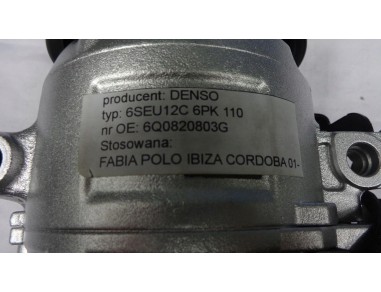 producent: DENSO
typ: 6SEU12C 6PK 110
nr OE: 6Q0820803G
Stosowana:
FABIA POLO IBIZA CORDOBA 01-